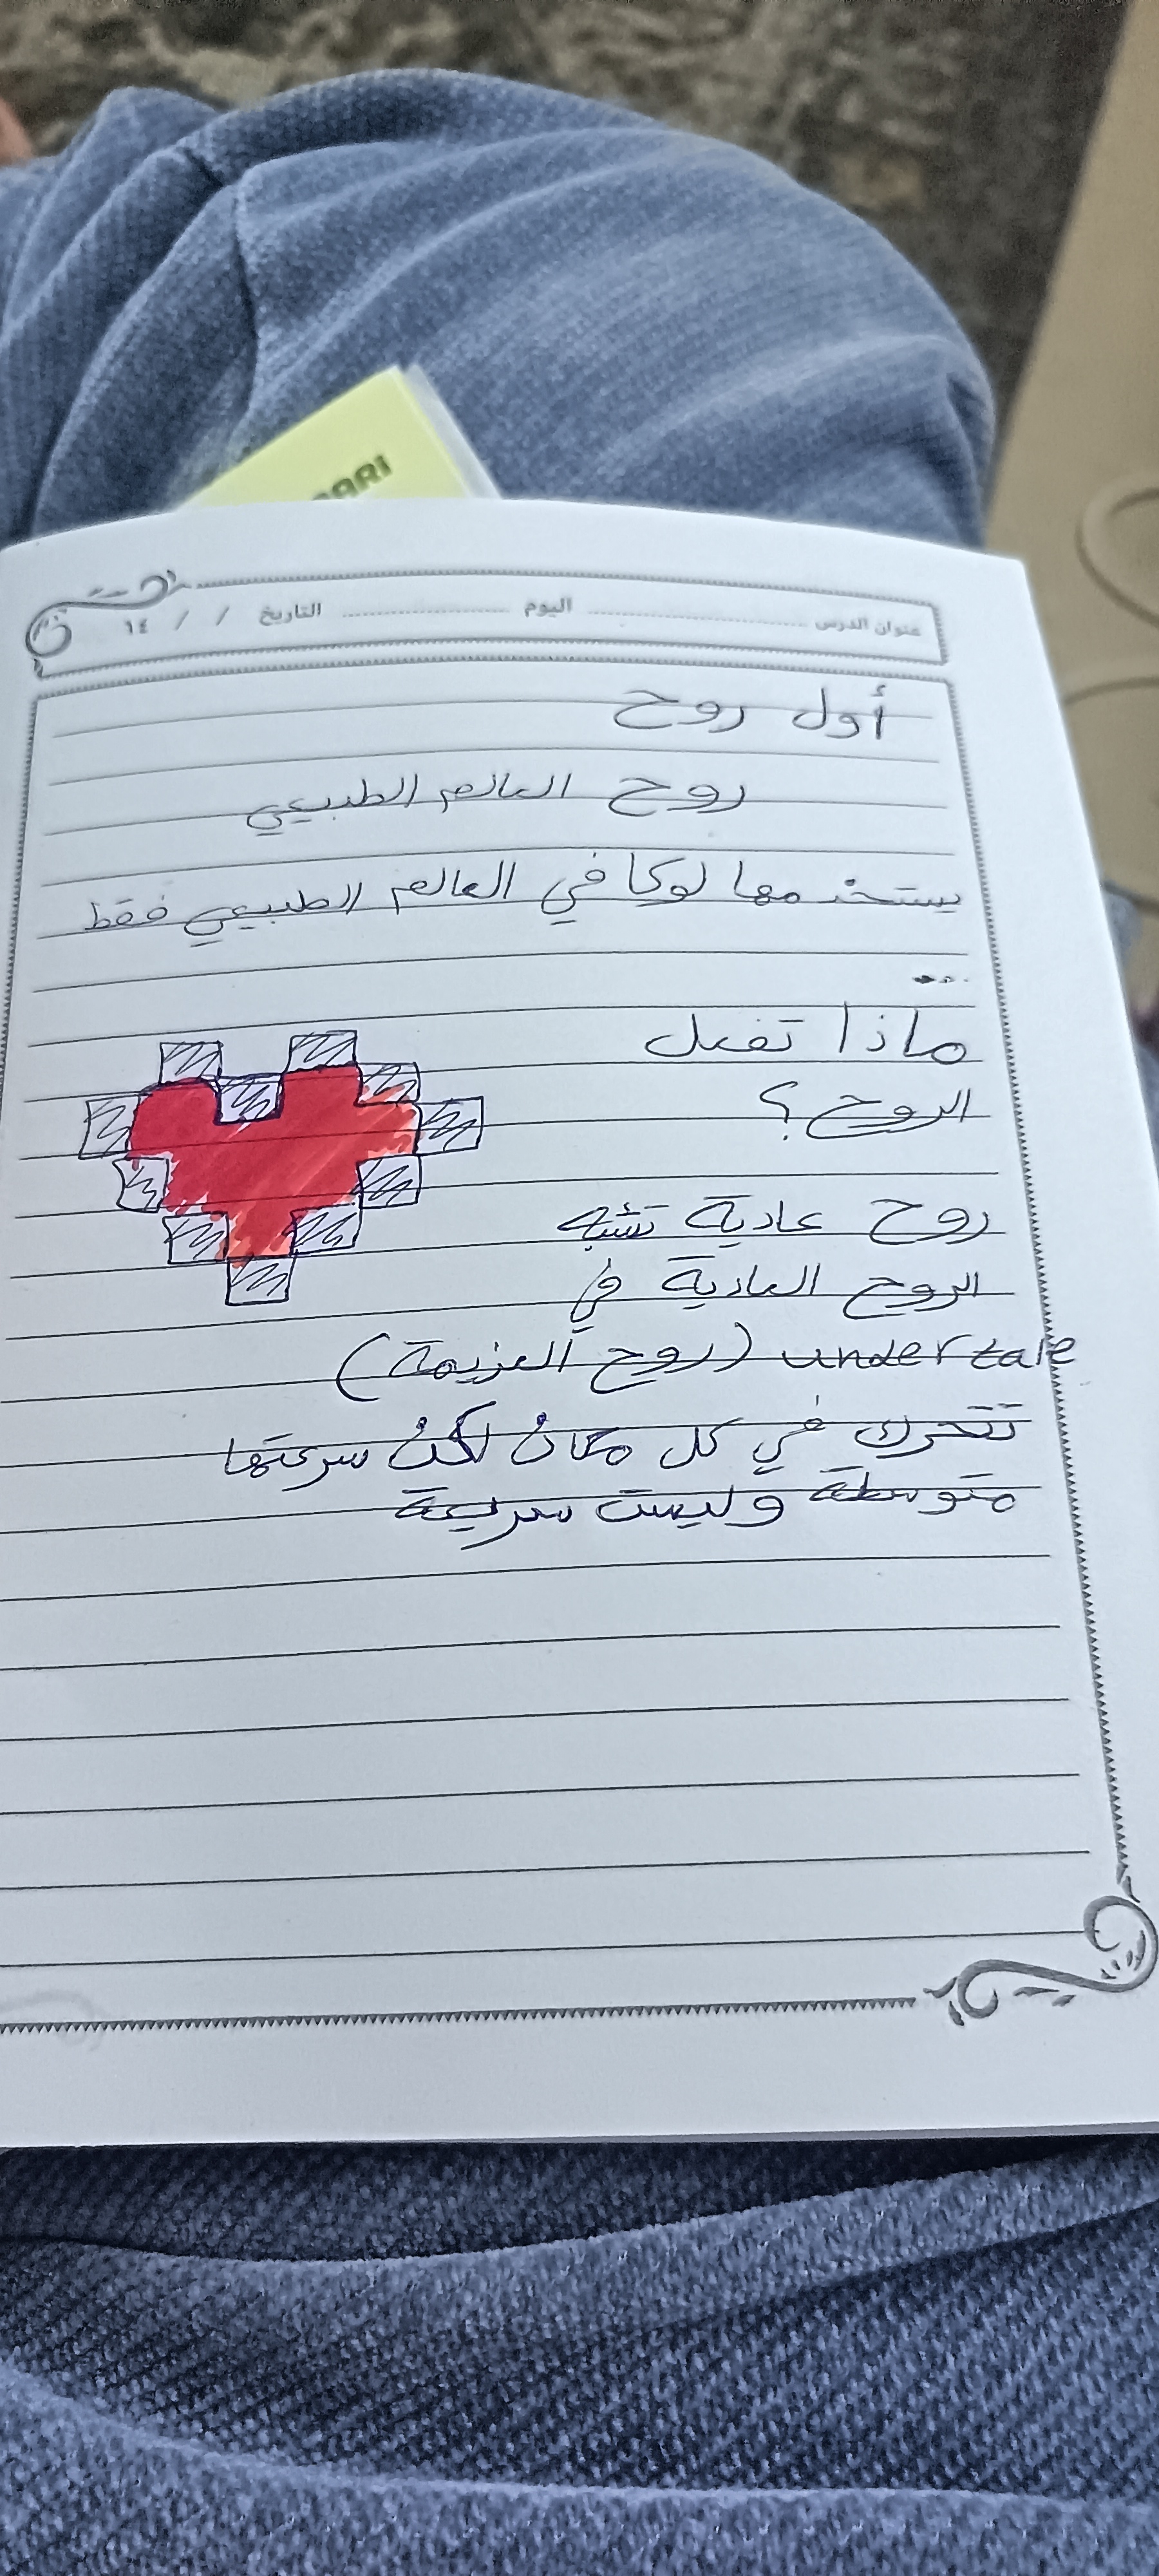 عنوان الدرس ............ اليوم ............ التاريخ / / ١٤
أول روح
روح العالم الطبيعي
يستخدمها لوكا في العالم الطبيعي فقط
...
ماذا تفعل
الروح؟
روح عادية تشبه
الروح العادية في
undertale (روح العزيمة)
تتحرك في كل مكان لكن سرعتها
متوسطة وليست سريعة